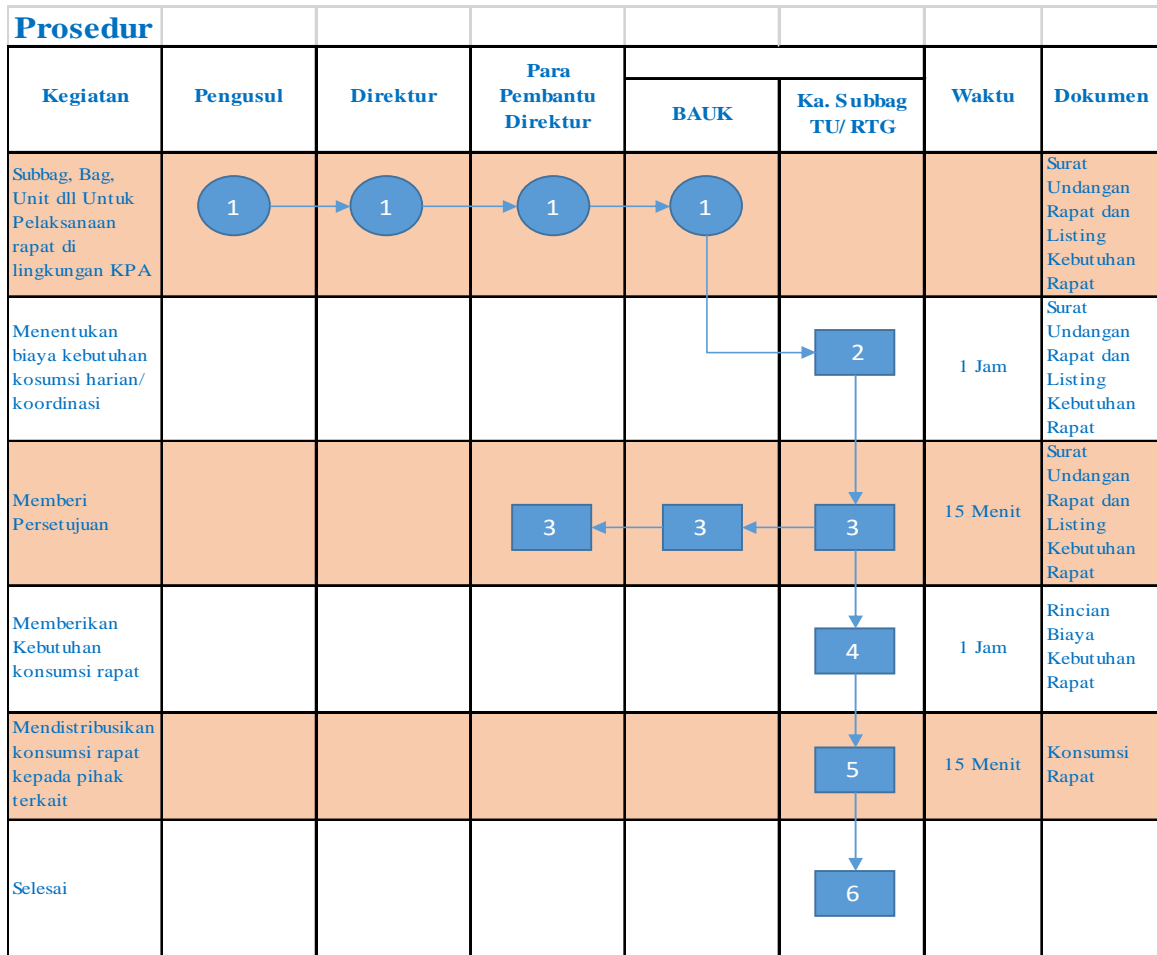 Prosedur
Kegiatan
Pengusul
Direktur
Para
Pembantu
Direktur
BAUK
Ka. Subbag
TU/ RTG
Waktu
Dokumen
Subbag, Bag,
Unit dll Untuk
Pelaksanaan
rapat di
lingkungan KPA
1
1
1
1
Surat
Undangan
Rapat dan
Listing
Kebutuhan
Rapat
Menentukan
biaya kebutuhan
kosumsi harian/
koordinasi
2
1 Jam
Surat
Undangan
Rapat dan
Listing
Kebutuhan
Rapat
Memberi
Persetujuan
3
3
3
15 Menit
Surat
Undangan
Rapat dan
Listing
Kebutuhan
Rapat
Memberikan
Kebutuhan
konsumsi rapat
4
1 Jam
Rincian
Biaya
Kebutuhan
Rapat
Mendistribusikan
konsumsi rapat
kepada pihak
terkait
5
15 Menit
Konsumsi
Rapat
Selesai
6